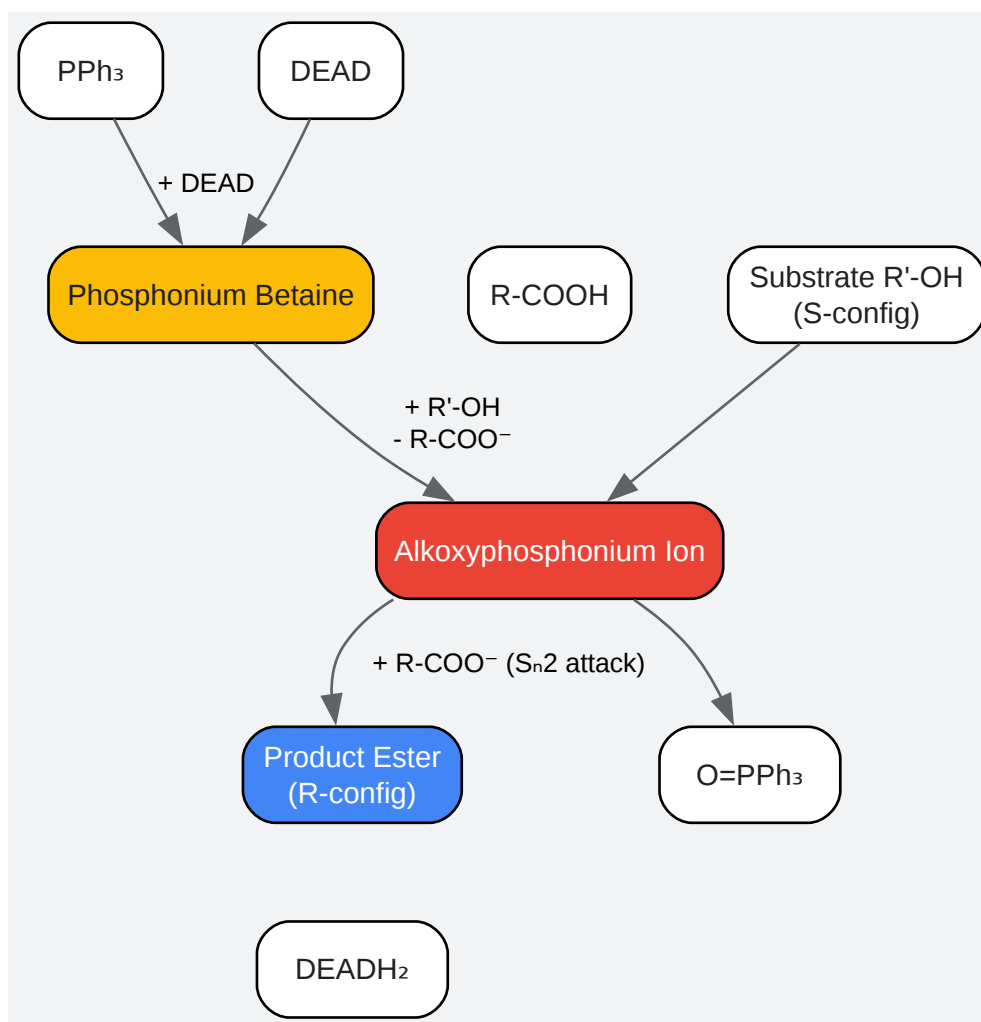 PPh₃
DEAD
+ DEAD
Phosphonium Betaine
R-COOH
Substrate R'-OH
(S-config)
+ R'-OH
- R-COO⁻
Alkoxyphosphonium Ion
+ R-COO⁻ (Sₙ2 attack)
Product Ester
(R-config)
O=PPh₃
DEADH₂